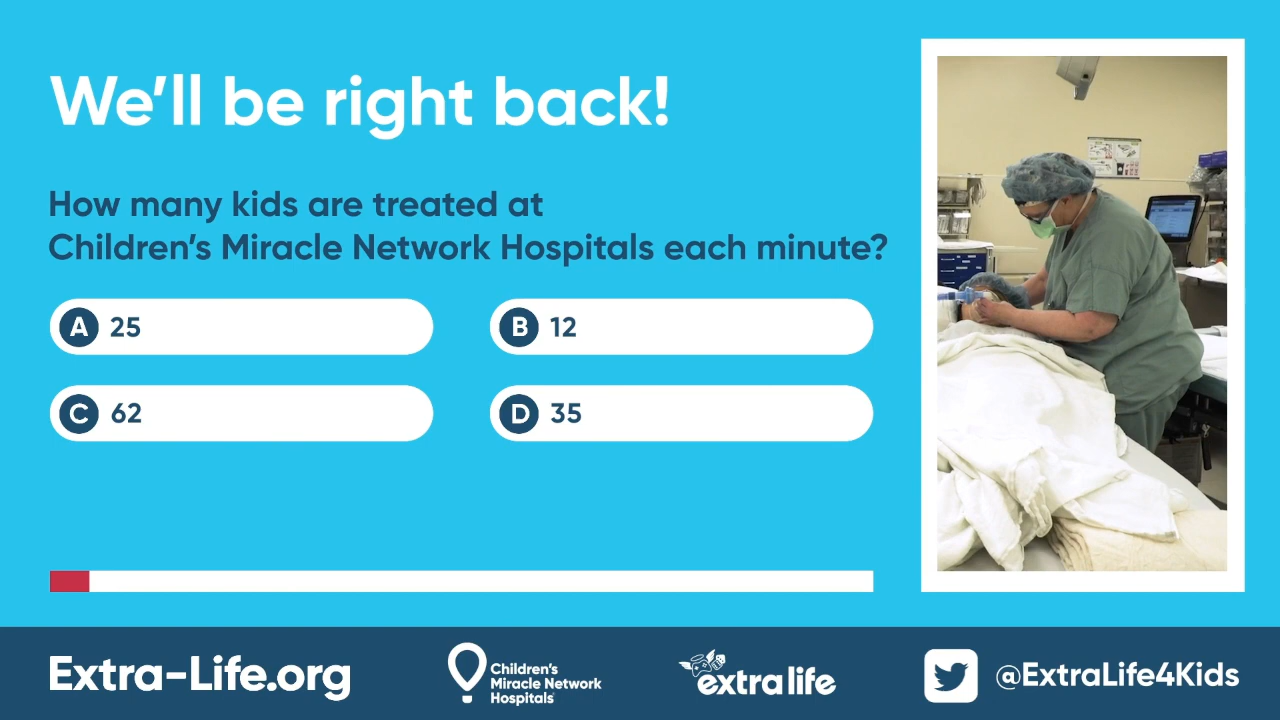 We'll be right back!
How many kids are treated at
Children's Miracle Network Hospitals each minute?
A 25
B 12
C 62
D 35
Extra-Life.org
Children's
Miracle Network
Hospitals
extra life
@ExtraLife4Kids